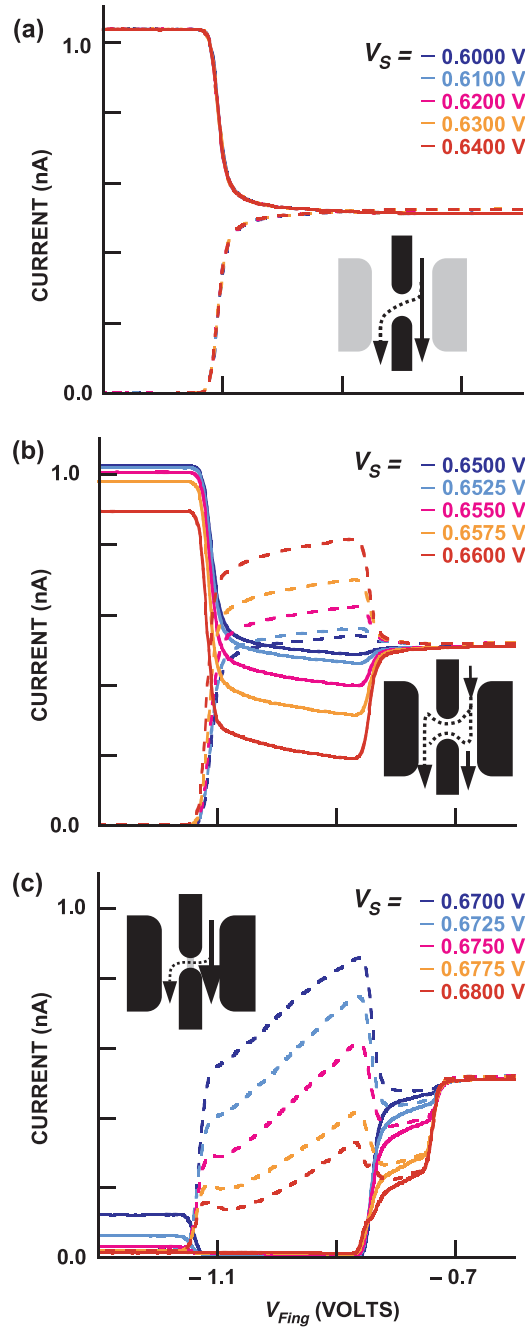 (a)
1.0
V_S =
0.6000 V
0.6100 V
0.6200 V
0.6300 V
0.6400 V
CURRENT (nA)
0.0
(b)
V_S =
0.6500 V
0.6525 V
0.6550 V
0.6575 V
0.6600 V
1.0
CURRENT (nA)
0.0
(c)
V_S =
0.6700 V
0.6725 V
0.6750 V
0.6775 V
0.6800 V
1.0
CURRENT (nA)
0.0
−1.1
−0.7
V_Fing (VOLTS)